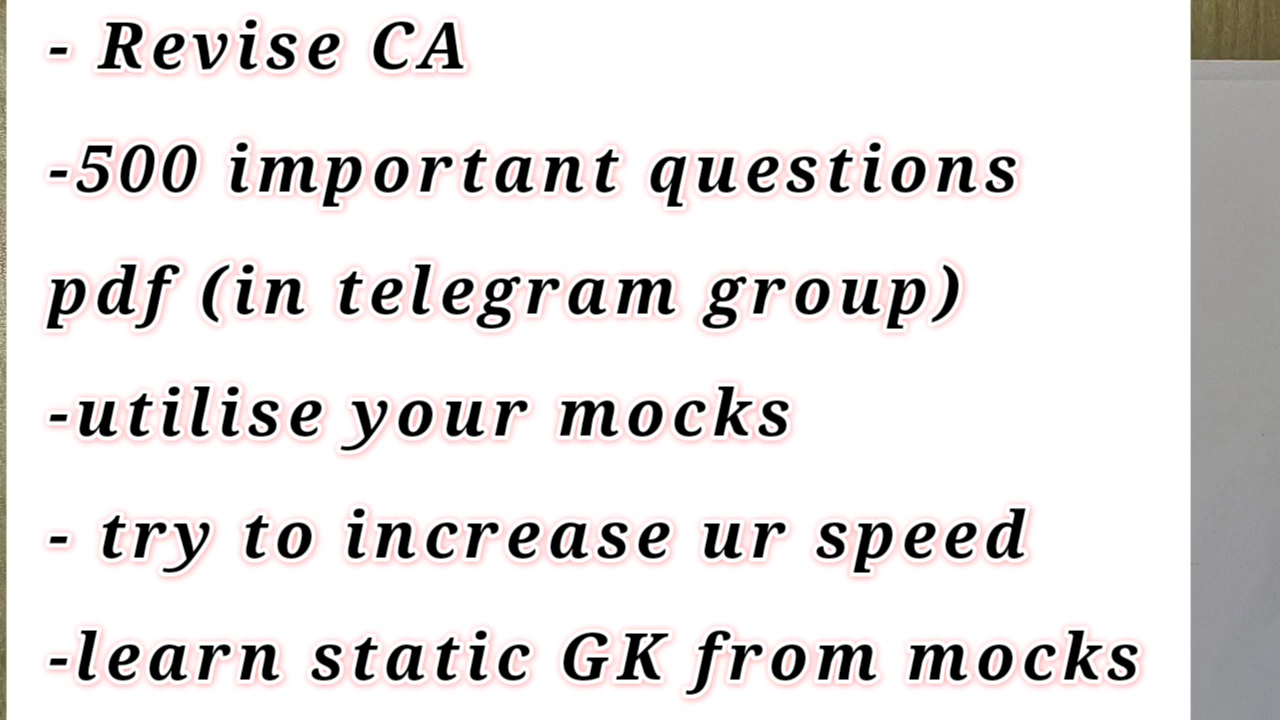 - Revise CA
-500 important questions
pdf (in telegram group)
-utilise your mocks
- try to increase ur speed
-learn static GK from mocks